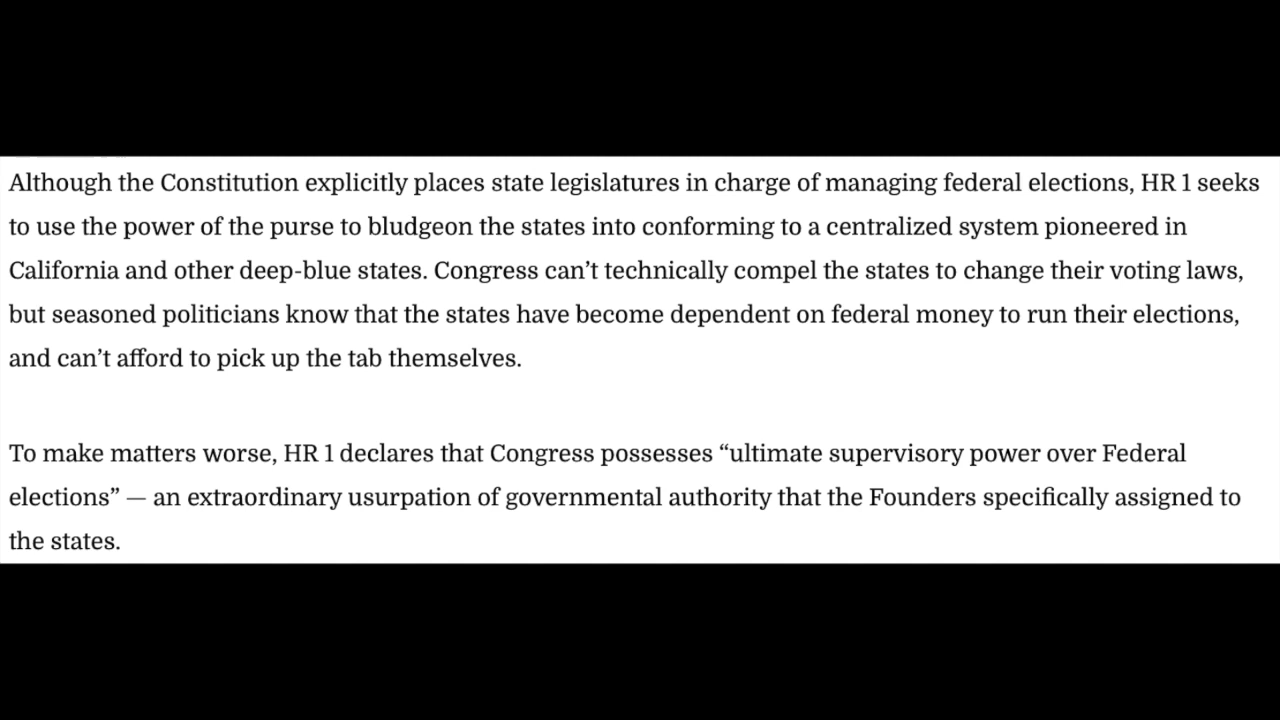 Although the Constitution explicitly places state legislatures in charge of managing federal elections, HR 1 seeks
to use the power of the purse to bludgeon the states into conforming to a centralized system pioneered in
California and other deep-blue states. Congress can’t technically compel the states to change their voting laws,
but seasoned politicians know that the states have become dependent on federal money to run their elections,
and can’t afford to pick up the tab themselves.
To make matters worse, HR 1 declares that Congress possesses “ultimate supervisory power over Federal
elections” — an extraordinary usurpation of governmental authority that the Founders specifically assigned to
the states.